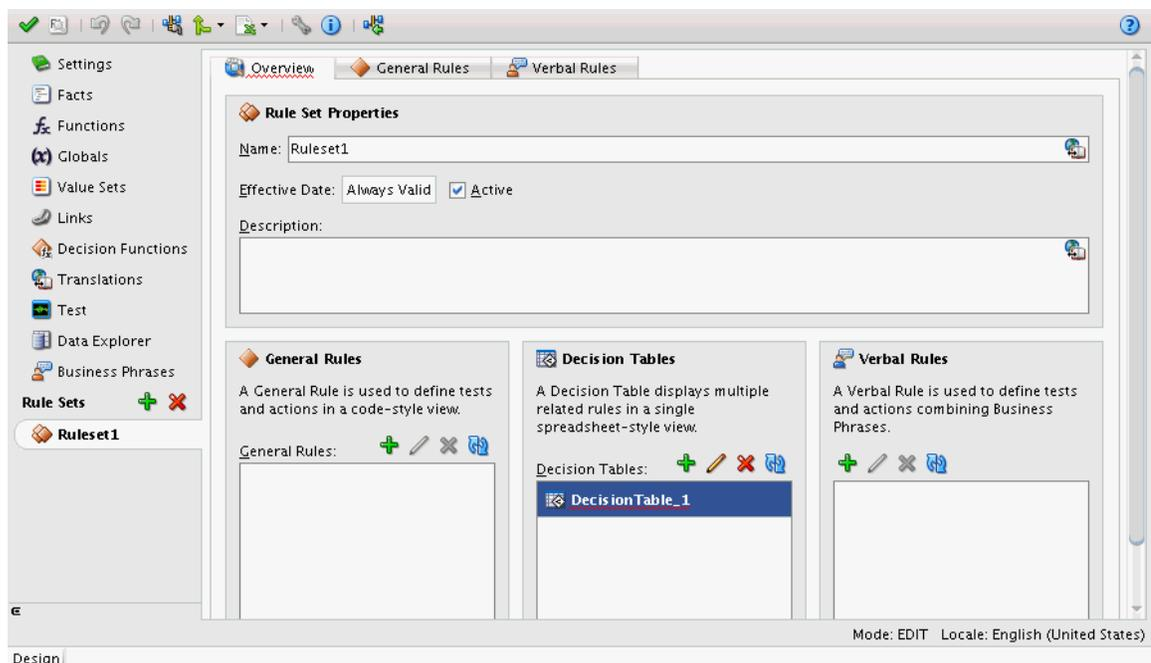 Settings
Facts
Functions
Globals
Value Sets
Links
Decision Functions
Translations
Test
Data Explorer
Business Phrases
Rule Sets
Ruleset1
Overview
General Rules
Verbal Rules
Rule Set Properties
Name: Ruleset1
Effective Date: Always Valid Active
Description:
General Rules
A General Rule is used to define tests
and actions in a code-style view.
General Rules:
Decision Tables
A Decision Table displays multiple
related rules in a single
spreadsheet-style view.
Decision Tables:
DecisionTable_1
Verbal Rules
A Verbal Rule is used to define tests
and actions combining Business
Phrases.
Mode: EDIT Locale: English (United States)
Design